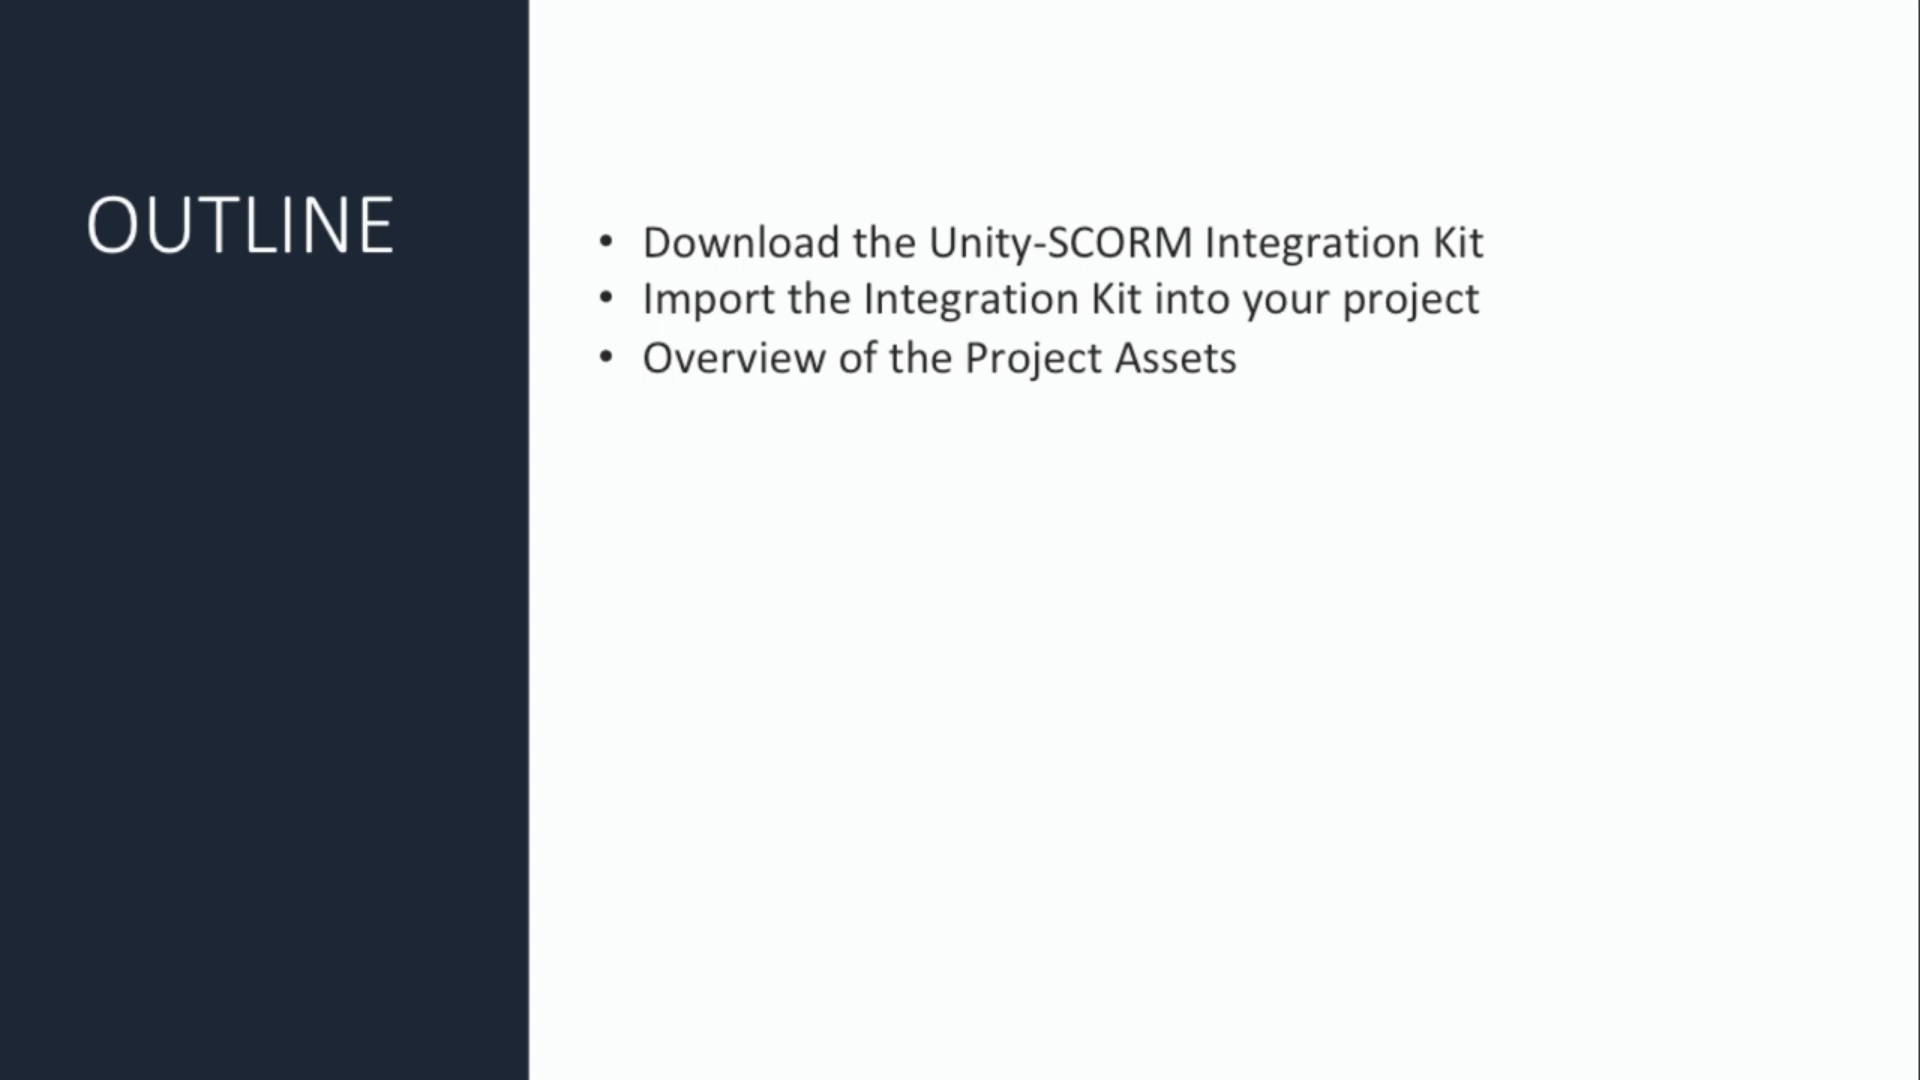 OUTLINE
• Download the Unity-SCORM Integration Kit
• Import the Integration Kit into your project
• Overview of the Project Assets